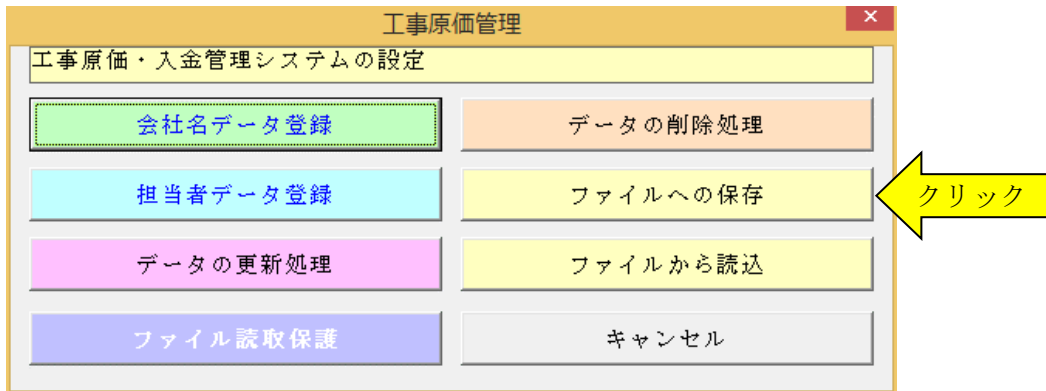 工事原価管理
×
工事原価・入金管理システムの設定
会社名データ登録
データの削除処理
担当者データ登録
ファイルへの保存
クリック
データの更新処理
ファイルから読込
ファイル読取保護
キャンセル